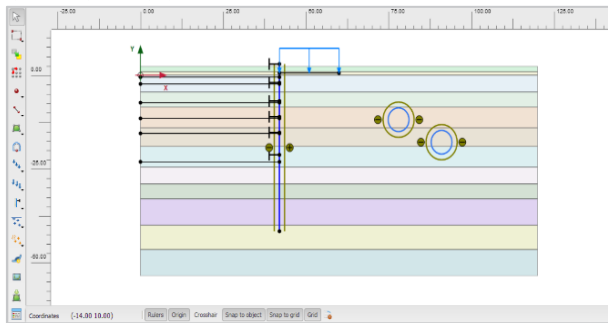 -25.00 0.00 25.00 50.00 75.00 100.00 125.00
Y
0.00
X
-25.00
-50.00
Coordinates (-14.00 10.00) Rulers Origin Crosshair Snap to object Snap to grid Grid